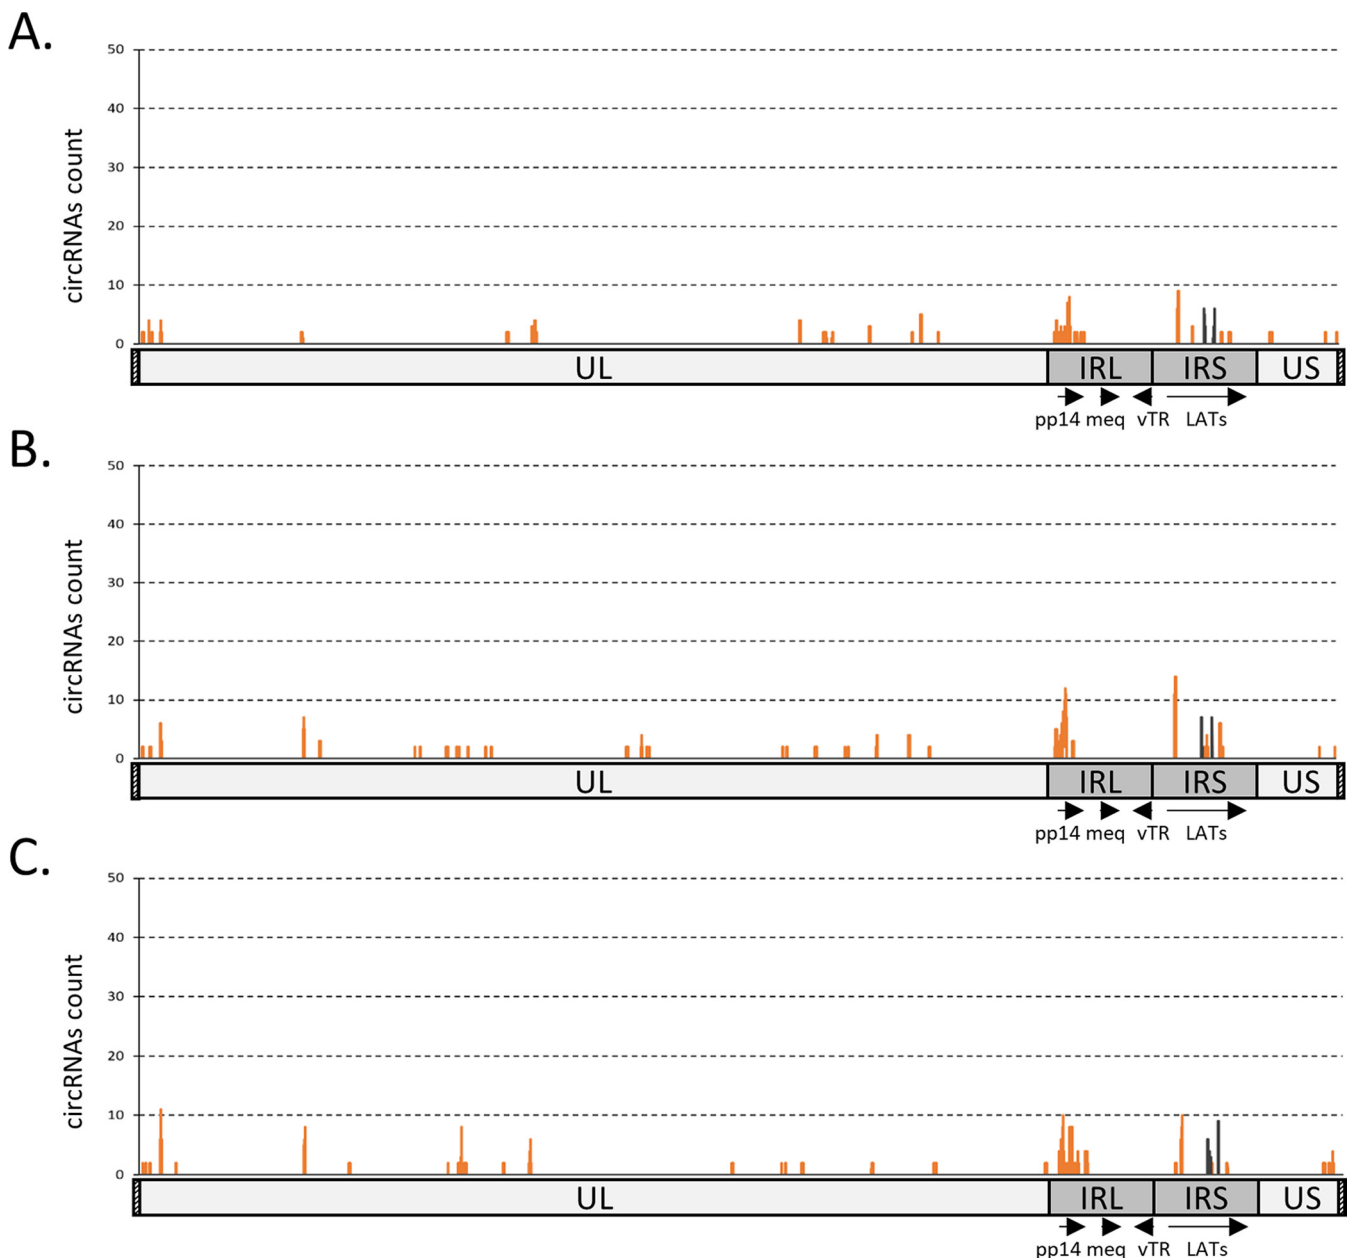 A.
circRNAs count
50
40
30
20
10
0
UL IRL IRS US
pp14 meq vTR LATs
B.
circRNAs count
50
40
30
20
10
0
UL IRL IRS US
pp14 meq vTR LATs
C.
circRNAs count
50
40
30
20
10
0
UL IRL IRS US
pp14 meq vTR LATs